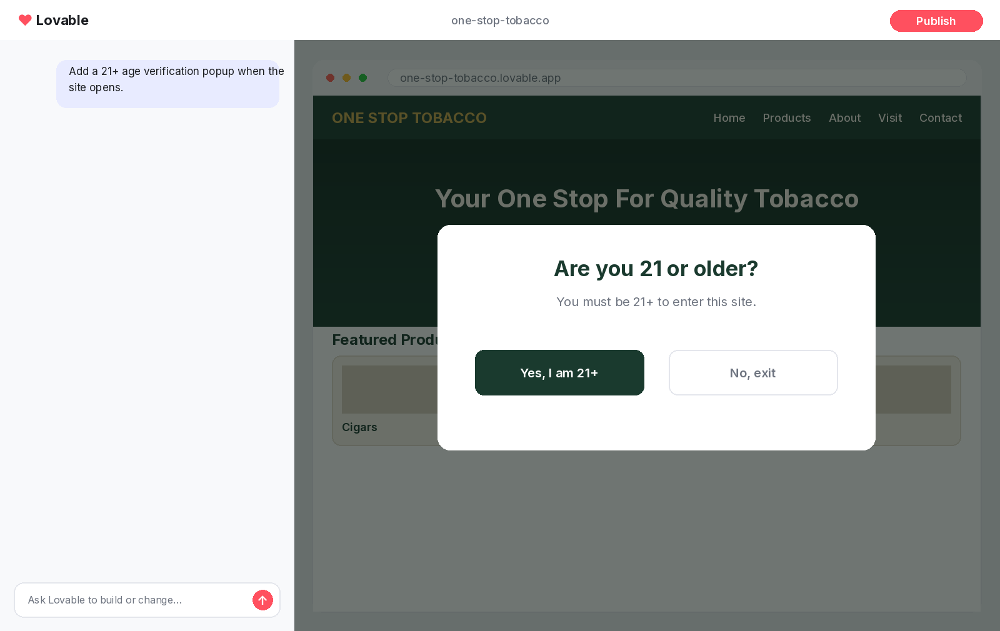 Lovable
one-stop-tobacco
Publish
Add a 21+ age verification popup when the
site opens.
one-stop-tobacco.lovable.app
ONE STOP TOBACCO
Home Products About Visit Contact
Your One Stop For Quality Tobacco
Are you 21 or older?
You must be 21+ to enter this site.
Featured Produ
Yes, I am 21+
No, exit
Cigars
Ask Lovable to build or change...